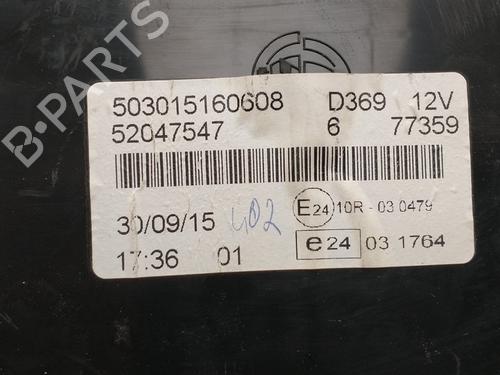 503015160608 D369 12V
52047547 6 77359
30/09/15 402 E24 10R - 03 0479
17:36 01 e24 03 1764
B-PARTS